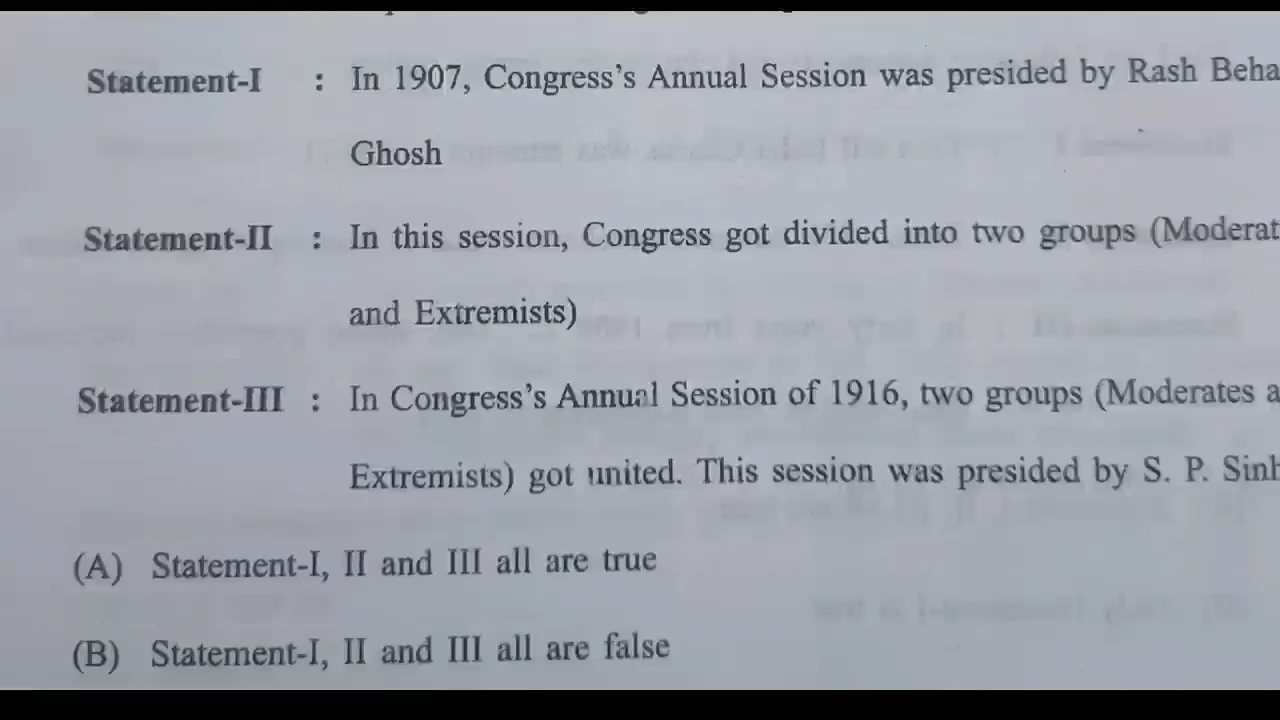 Statement-I : In 1907, Congress's Annual Session was presided by Rash Beha
Ghosh
Statement-II : In this session, Congress got divided into two groups (Moderat
and Extremists)
Statement-III : In Congress's Annual Session of 1916, two groups (Moderates a
Extremists) got united. This session was presided by S. P. Sinh
(A) Statement-I, II and III all are true
(B) Statement-I, II and III all are false